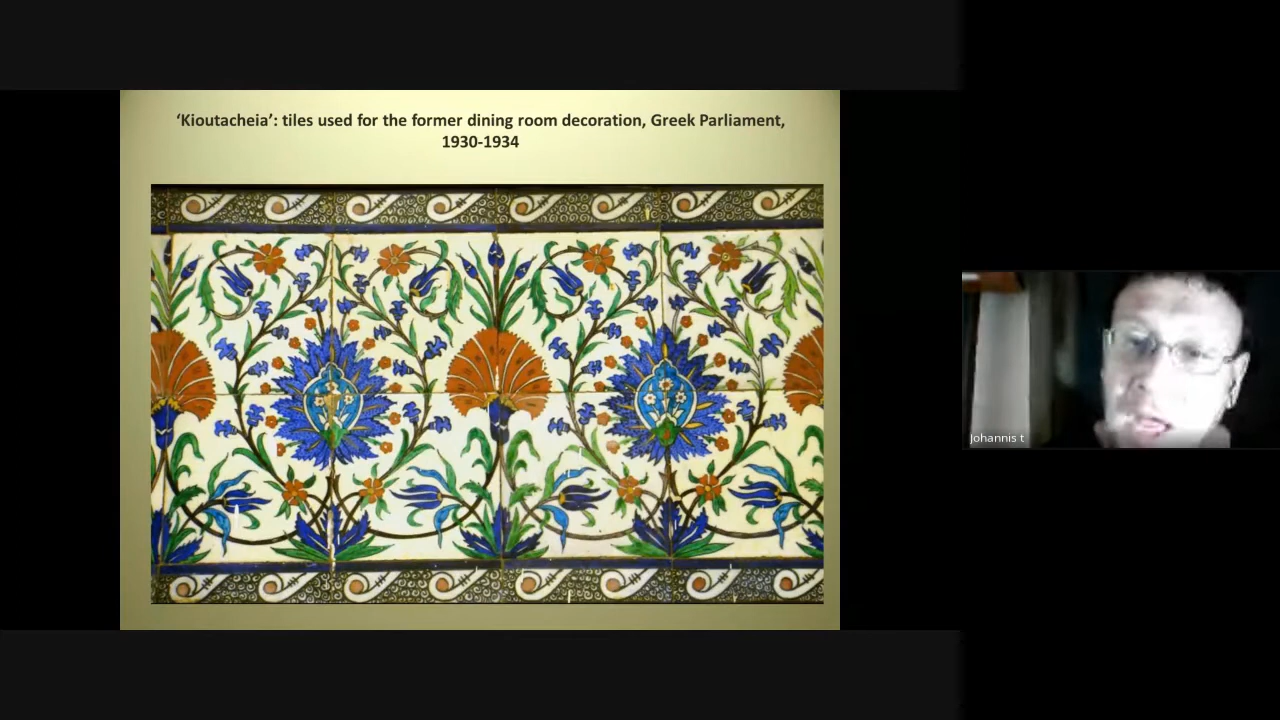 ‘Kioutacheia’: tiles used for the former dining room decoration, Greek Parliament,
1930-1934
Johannis t